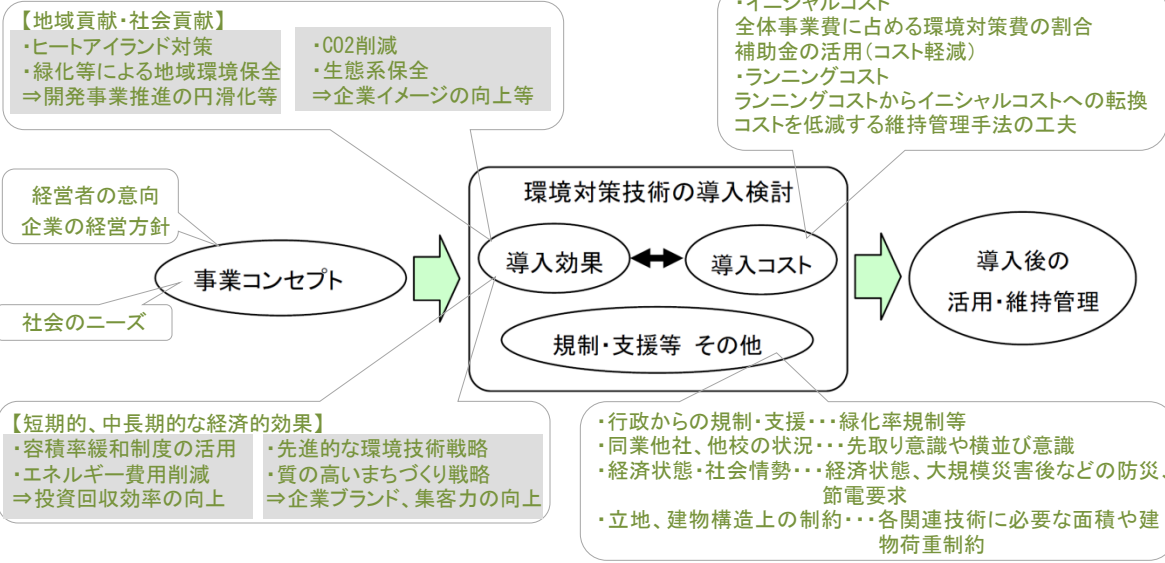 【地域貢献・社会貢献】
・ヒートアイランド対策
・緑化等による地域環境保全
⇒開発事業推進の円滑化等
・CO2削減
・生態系保全
⇒企業イメージの向上等
・イニシャルコスト
全体事業費に占める環境対策費の割合
補助金の活用(コスト軽減)
・ランニングコスト
ランニングコストからイニシャルコストへの転換
コストを低減する維持管理手法の工夫
経営者の意向
企業の経営方針
事業コンセプト
社会のニーズ
環境対策技術の導入検討
導入効果
導入コスト
規制・支援等 その他
導入後の
活用・維持管理
【短期的、中長期的な経済的効果】
・容積率緩和制度の活用
・エネルギー費用削減
⇒投資回収効率の向上
・先進的な環境技術戦略
・質の高いまちづくり戦略
⇒企業ブランド、集客力の向上
・行政からの規制・支援・・・緑化率規制等
・同業他社、他校の状況・・・先取り意識や横並び意識
・経済状態・社会情勢・・・経済状態、大規模災害後などの防災、
節電要求
・立地、建物構造上の制約・・・各関連技術に必要な面積や建
物荷重制約